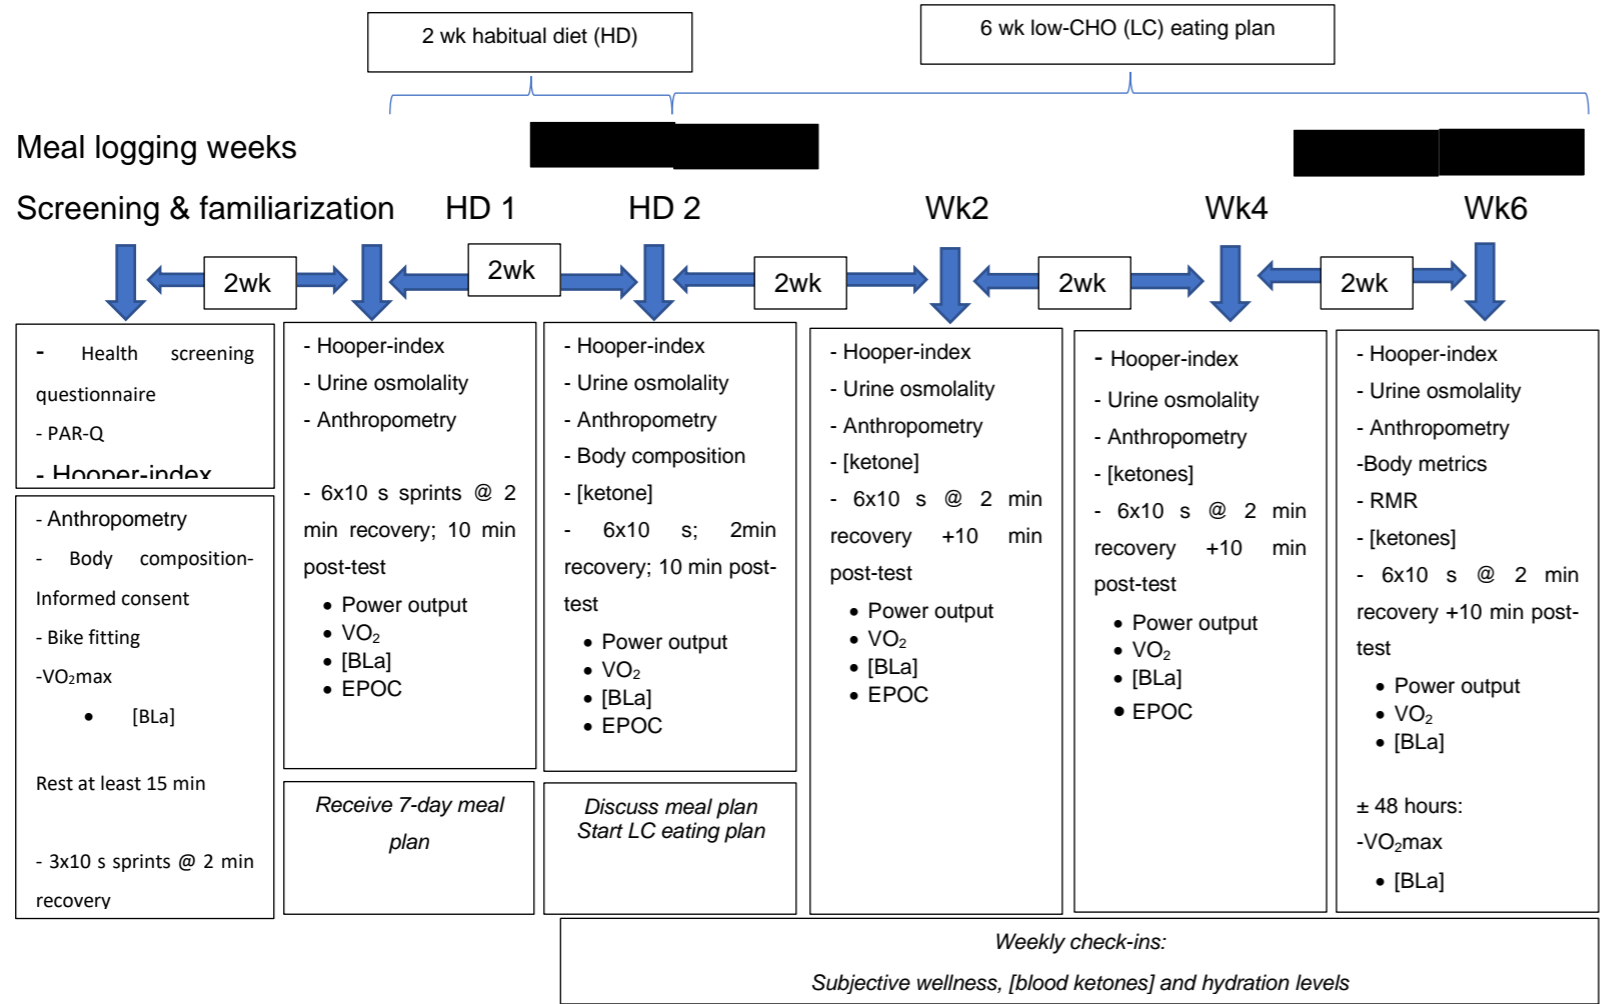 2 wk habitual diet (HD)
6 wk low-CHO (LC) eating plan
Meal logging weeks
Screening & familiarization
HD 1
HD 2
Wk2
Wk4
Wk6
2wk
2wk
2wk
2wk
2wk
- Health screening
questionnaire
- PAR-Q
- Hooper-index
- Anthropometry
- Body composition-
Informed consent
- Bike fitting
-VO₂max
• [BLa]
Rest at least 15 min
- 3x10 s sprints @ 2 min
recovery
- Hooper-index
- Urine osmolality
- Anthropometry
- 6x10 s sprints @ 2
min recovery; 10 min
post-test
• Power output
• VO₂
• [BLa]
• EPOC
Receive 7-day meal
plan
- Hooper-index
- Urine osmolality
- Anthropometry
- Body composition
- [ketone]
- 6x10 s; 2min
recovery; 10 min post-
test
• Power output
• VO₂
• [BLa]
• EPOC
Discuss meal plan
Start LC eating plan
- Hooper-index
- Urine osmolality
- Anthropometry
- [ketone]
- 6x10 s @ 2 min
recovery +10 min
post-test
• Power output
• VO₂
• [BLa]
• EPOC
- Hooper-index
- Urine osmolality
- Anthropometry
- [ketones]
- 6x10 s @ 2 min
recovery +10 min
post-test
• Power output
• VO₂
• [BLa]
• EPOC
- Hooper-index
- Urine osmolality
- Anthropometry
-Body metrics
- RMR
- [ketones]
- 6x10 s @ 2 min
recovery +10 min post-
test
• Power output
• VO₂
• [BLa]
± 48 hours:
-VO₂max
• [BLa]
Weekly check-ins:
Subjective wellness, [blood ketones] and hydration levels